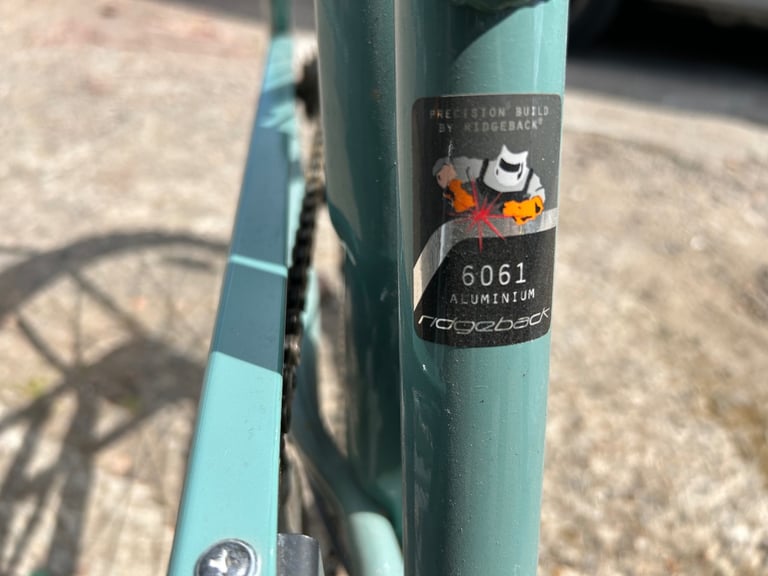 PRECISION BUILD
BY RIDGEBACK®
6061
ALUMINIUM
ridgeback